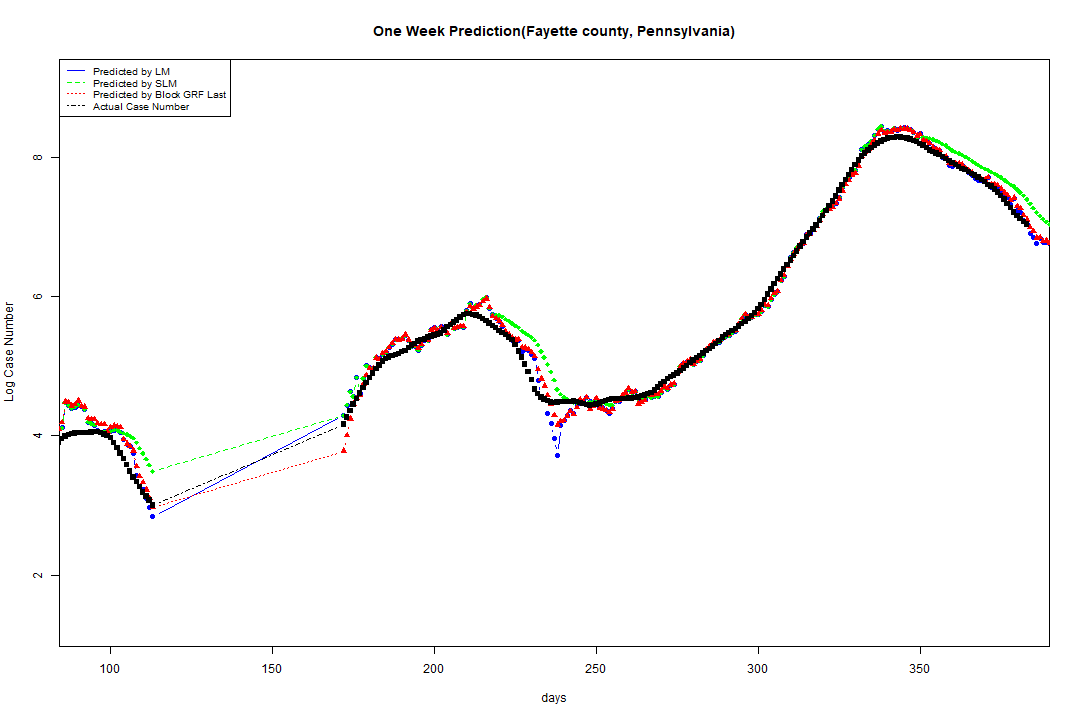 One Week Prediction(Fayette county, Pennsylvania)
Predicted by LM
Predicted by SLM
Predicted by Block GRF Last
Actual Case Number
8
6
4
2
Log Case Number
100 150 200 250 300 350
days